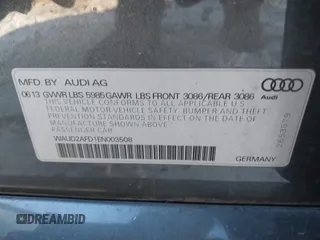 MFD. BY AUDI AG
Audi
0613 GVWR LBS 5985 GAWR LBS FRONT 3086/REAR 3086
THIS VEHICLE CONFORMS TO ALL APPLICABLE U.S
FEDERAL MOTOR VEHICLE SAFETY, BUMPER, AND THEFT
PREVENTION STANDARDS IN EFFECT ON THE DATE OF
MANUFACTURE SHOWN ABOVE
PASSENGER CAR
WAUD2AFD1EN003508
GERMANY
DREAMBID